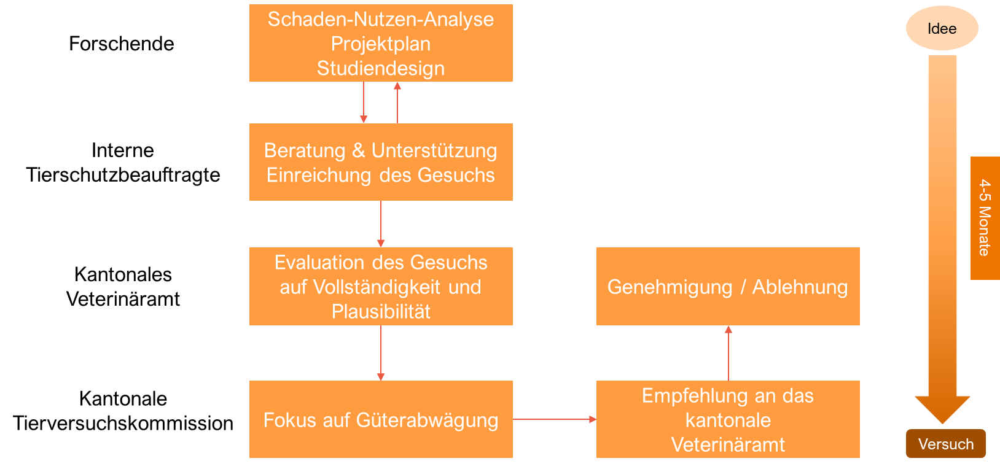 Forschende
Schaden-Nutzen-Analyse
Projektplan
Studiendesign
Idee
Interne
Tierschutzbeauftragte
Beratung & Unterstützung
Einreichung des Gesuchs
4-5 Monate
Kantonales
Veterinäramt
Evaluation des Gesuchs
auf Vollständigkeit und
Plausibilität
Genehmigung / Ablehnung
Kantonale
Tierversuchskommission
Fokus auf Güterabwägung
Empfehlung an das
kantonale
Veterinäramt
Versuch